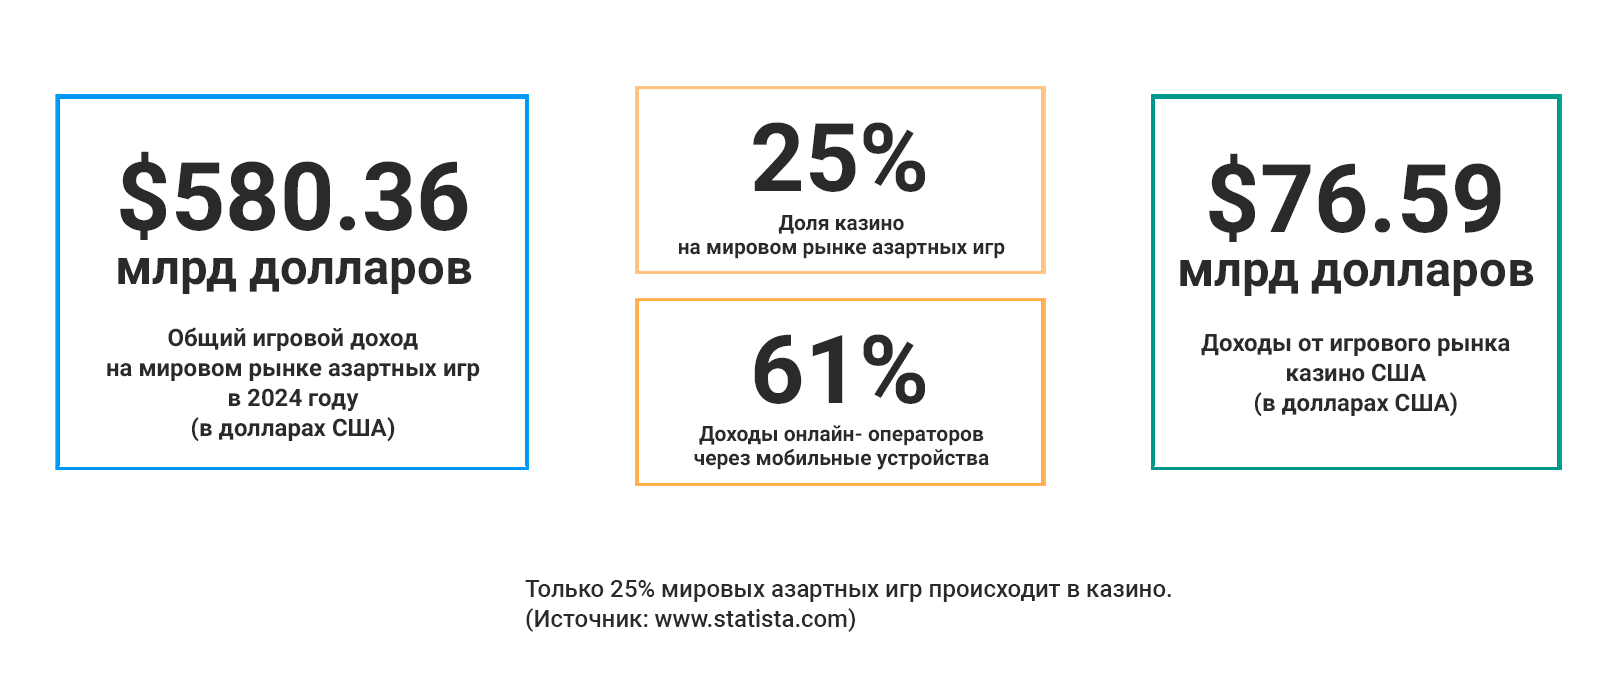 $580.36
млрд долларов
Общий игровой доход
на мировом рынке азартных игр
в 2024 году
(в долларах США)
25%
Доля казино
на мировом рынке азартных игр
61%
Доходы онлайн- операторов
через мобильные устройства
$76.59
млрд долларов
Доходы от игрового рынка
казино США
(в долларах США)
Только 25% мировых азартных игр происходит в казино.
(Источник: www.statista.com)